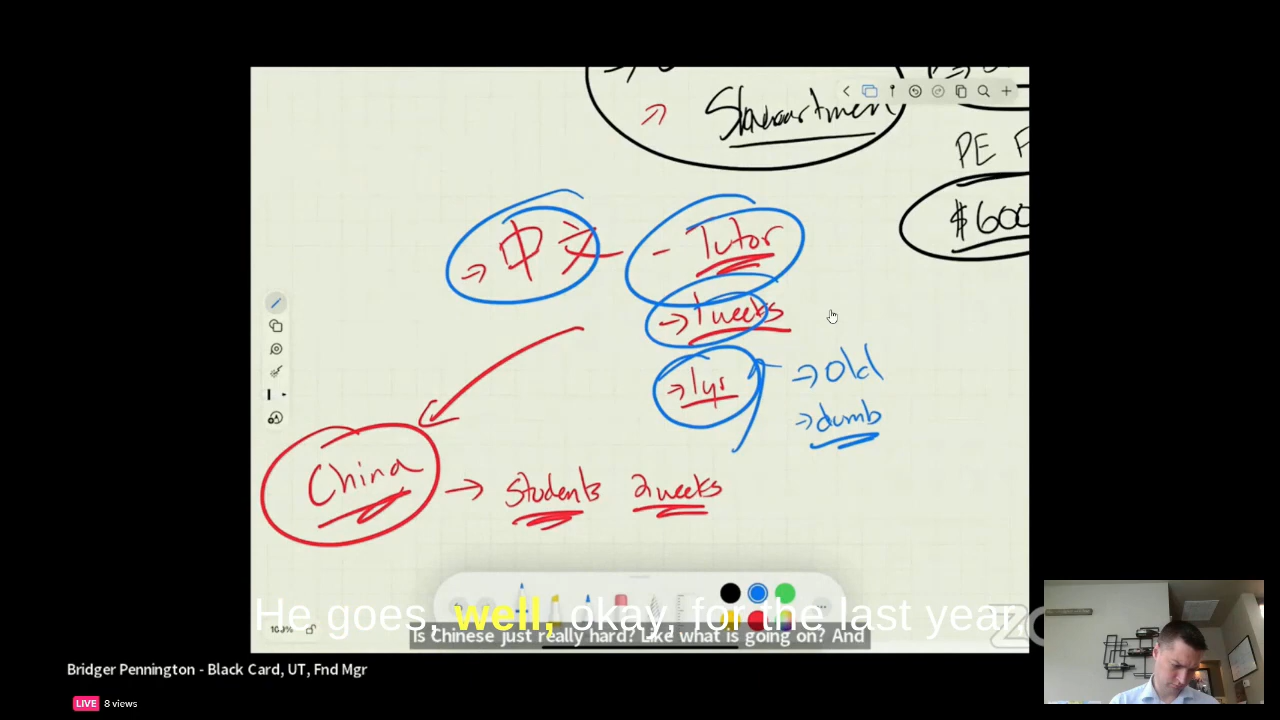 PE F
$600
→ 中文 - Tutor
→ 1 weeks
→ 1yr
→ Old
→ dumb
China → students 2 weeks
He goes, well, okay, for the last year,
Is Chinese just really hard? Like what is going on? And
Bridger Pennington - Black Card, UT, Fnd Mgr
LIVE 8 views